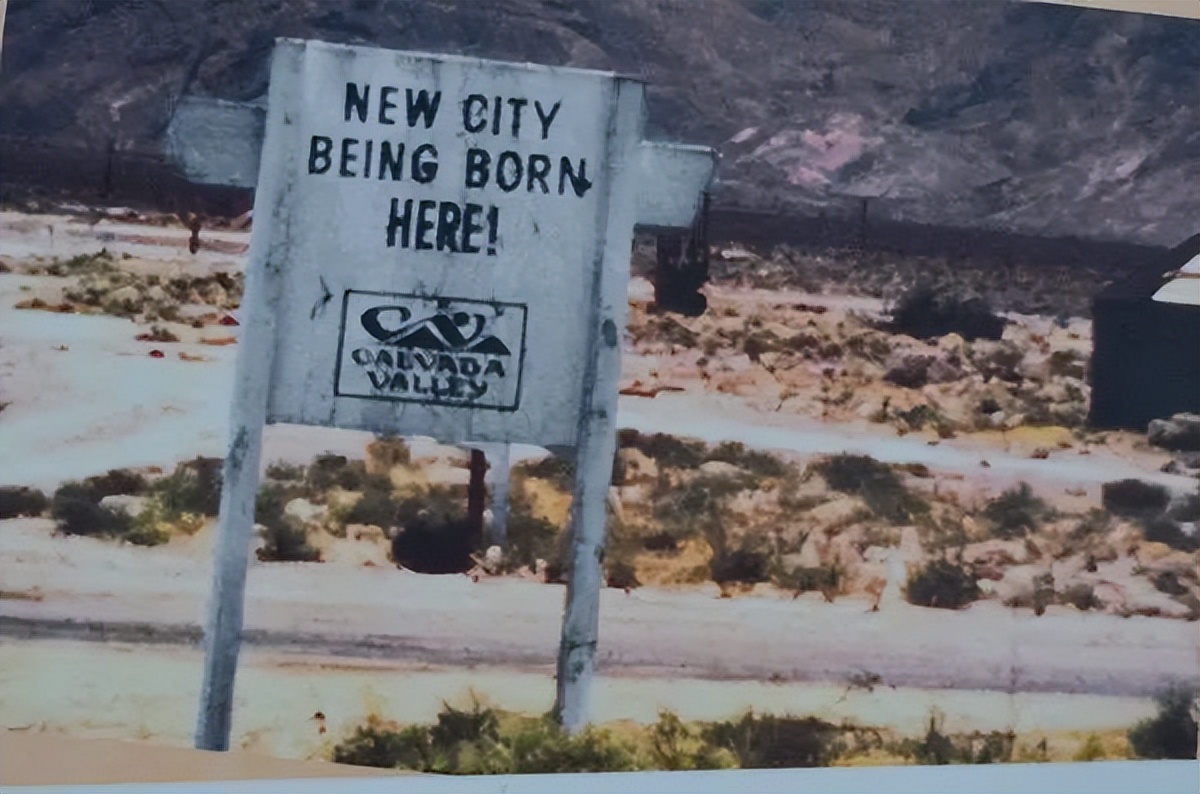 NEW CITY
BEING BORN
HERE!
CALVADA
VALLEY